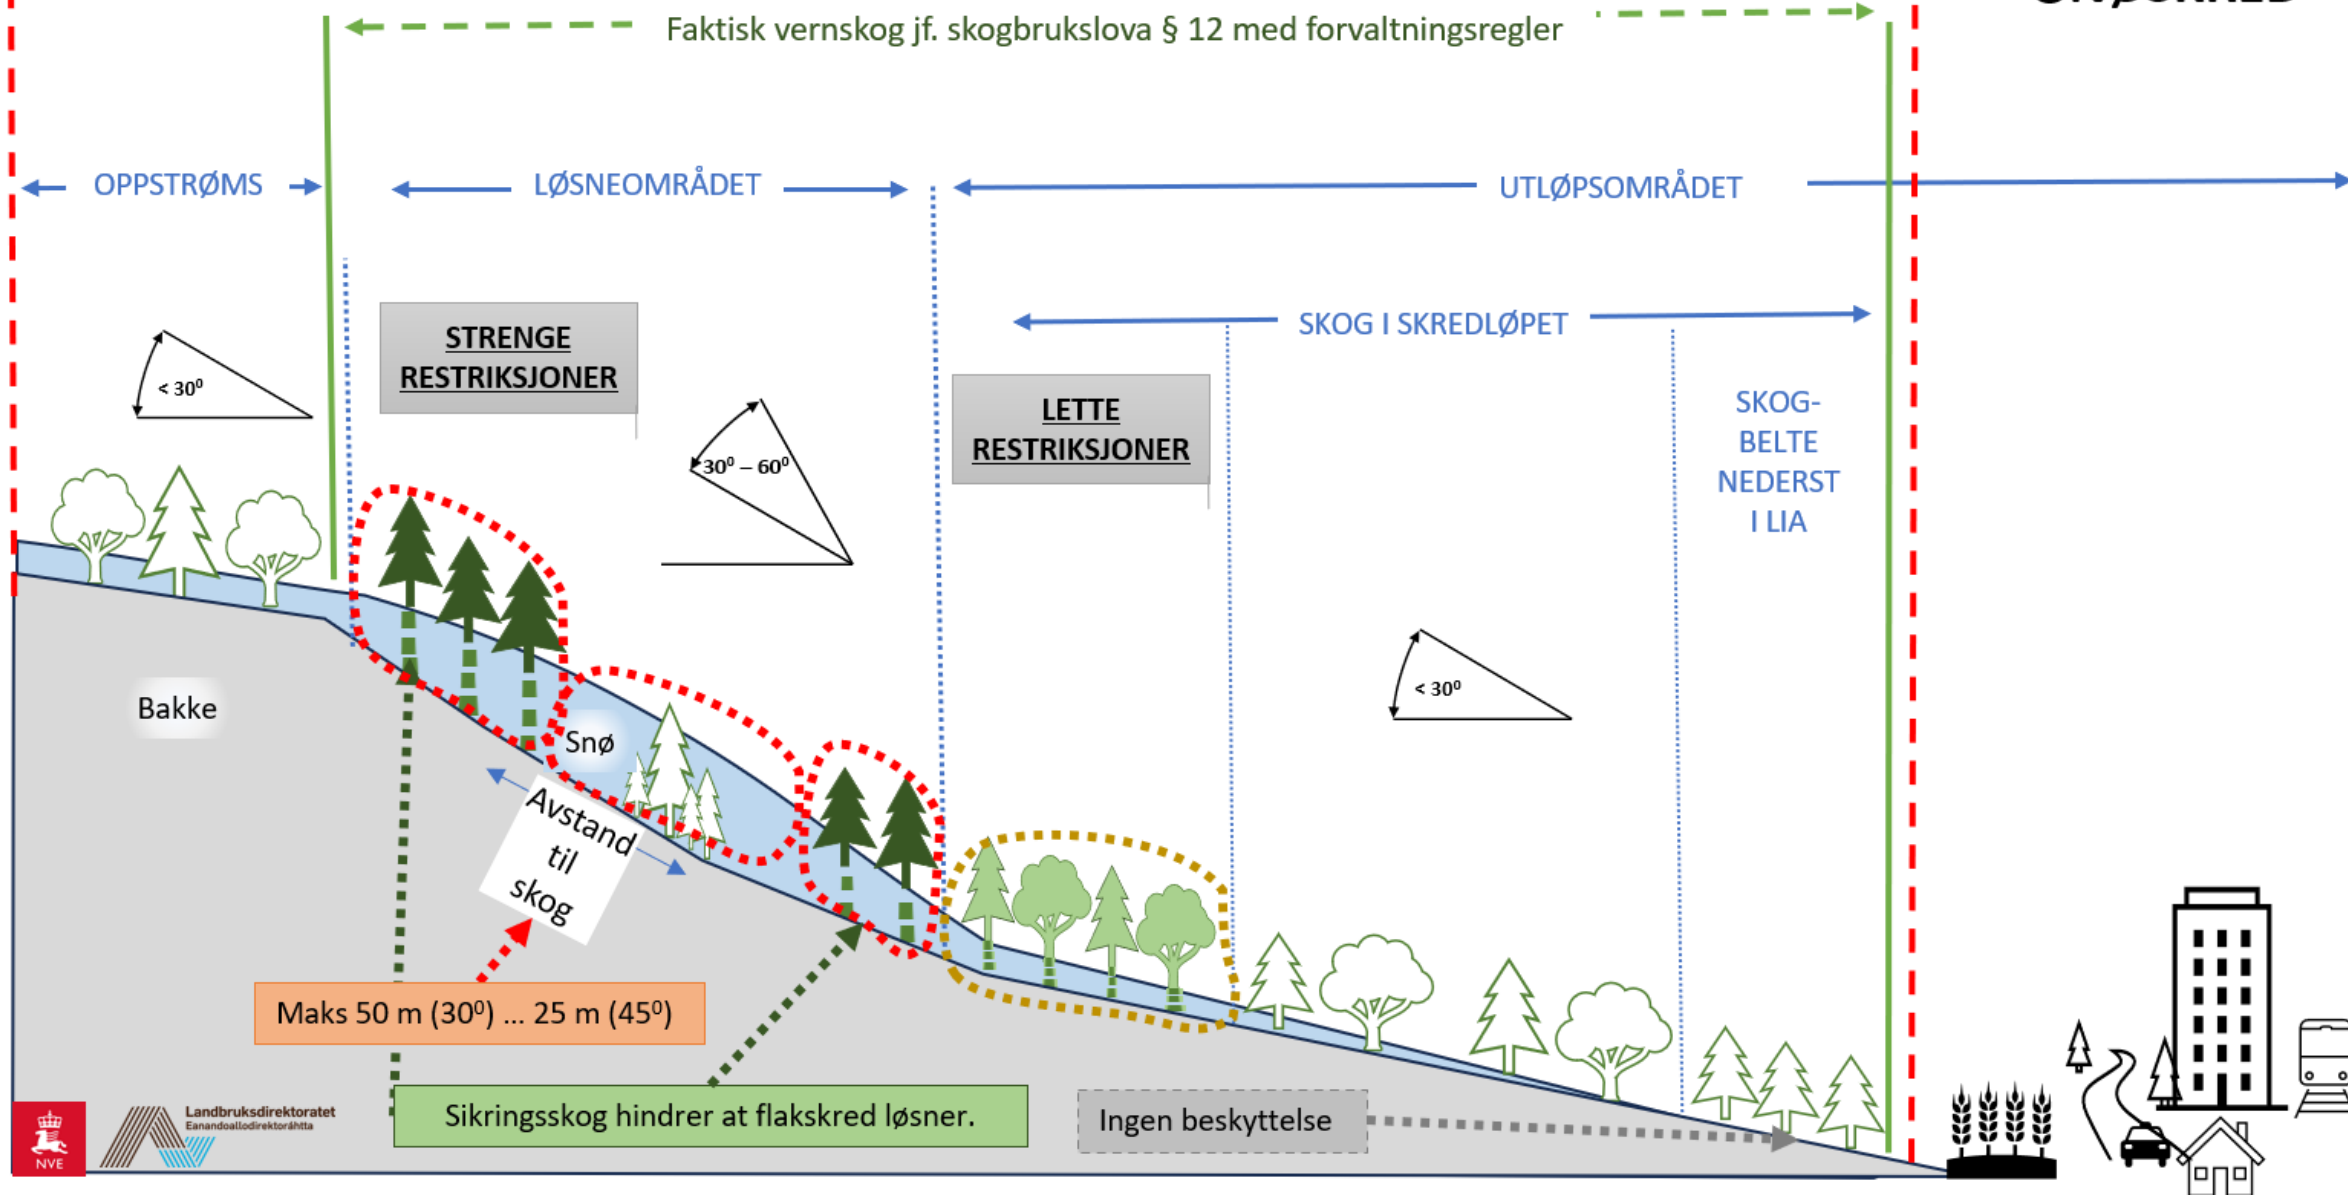 Faktisk vernskog jf. skogbrukslova § 12 med forvaltningsregler
OPPSTRØMS
LØSNEOMRÅDET
UTLØPSOMRÅDET
STRENGE
RESTRIKSJONER
SKOG I SKREDLØPET
< 30⁰
30⁰ – 60⁰
LETTE
RESTRIKSJONER
SKOG-
BELTE
NEDERST
I LIA
< 30⁰
Bakke
Snø
Avstand
til
skog
Maks 50 m (30⁰) ... 25 m (45⁰)
Sikringsskog hindrer at flakskred løsner.
Ingen beskyttelse
NVE
Landbruksdirektoratet
Eanandoallodirektoráhtta